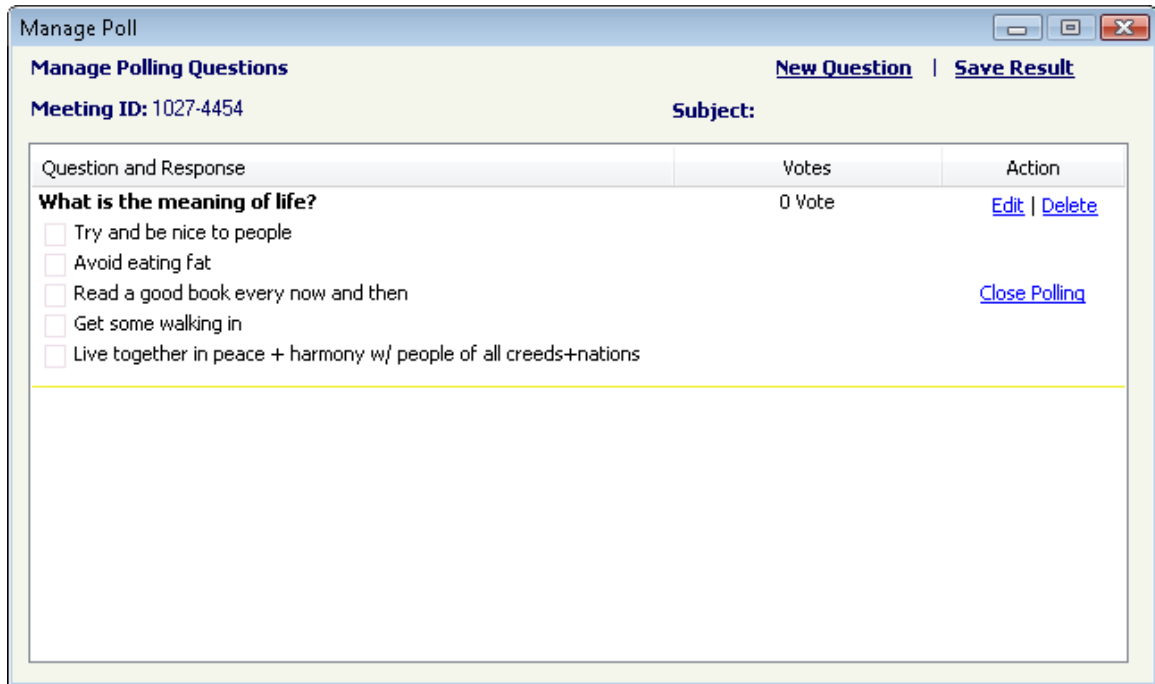 Manage Poll
Manage Polling Questions New Question | Save Result
Meeting ID: 1027-4454 Subject:
Question and Response Votes Action
What is the meaning of life? 0 Vote Edit | Delete
Try and be nice to people
Avoid eating fat
Read a good book every now and then Close Polling
Get some walking in
Live together in peace + harmony w/ people of all creeds+nations